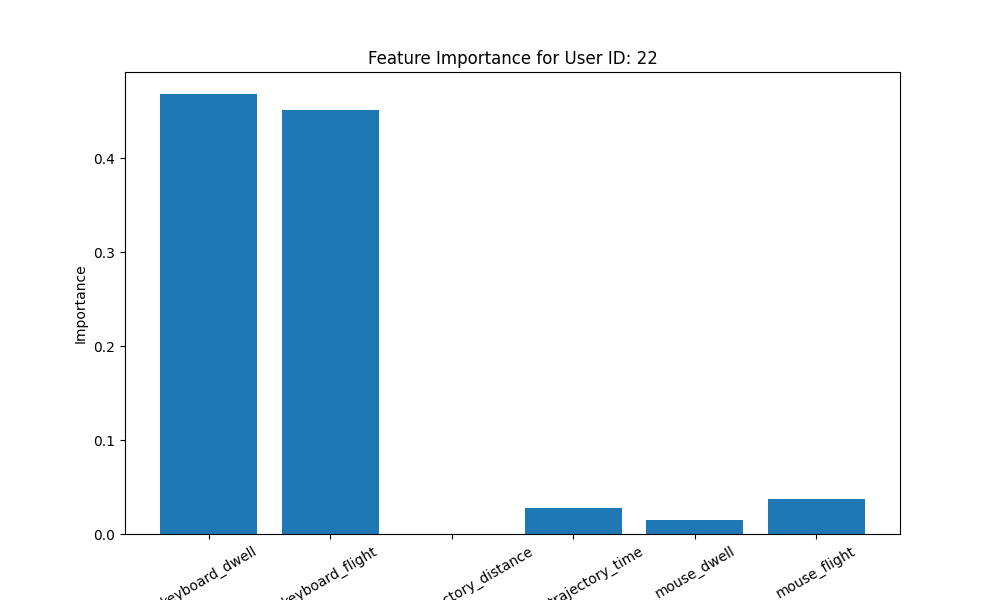 Feature Importance for User ID: 22
Importance
0.4
0.3
0.2
0.1
0.0
keyboard_dwell
keyboard_flight
ctory_distance
trajectory_time
mouse_dwell
mouse_flight